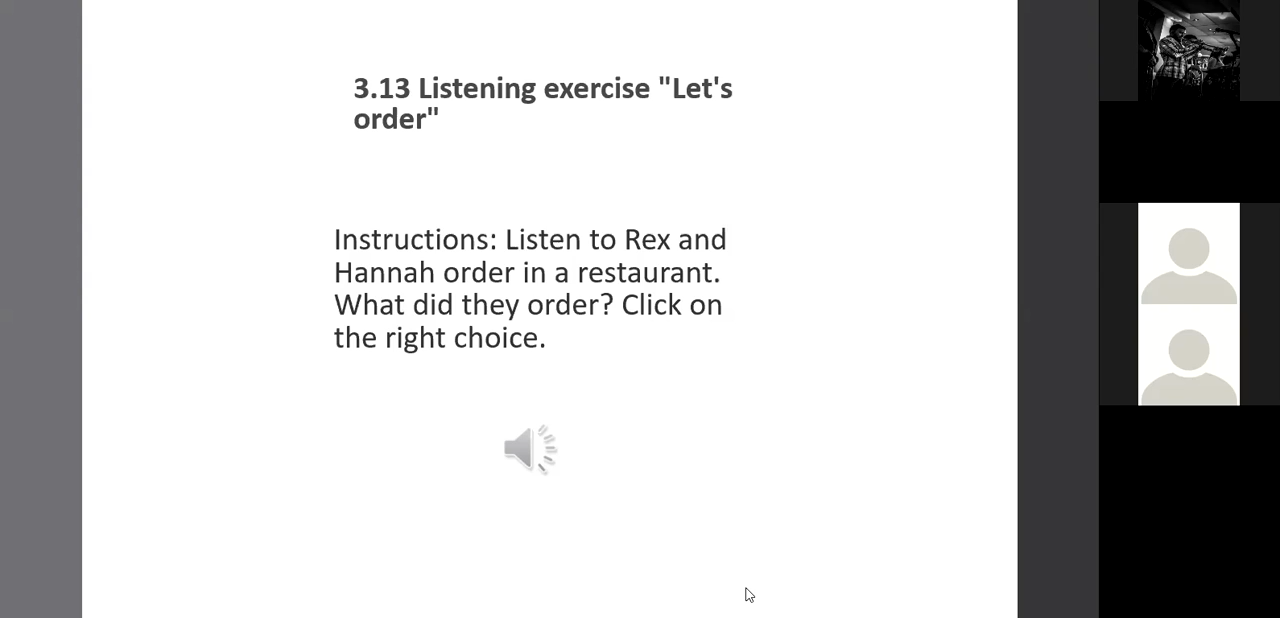 3.13 Listening exercise "Let's
order"
Instructions: Listen to Rex and
Hannah order in a restaurant.
What did they order? Click on
the right choice.